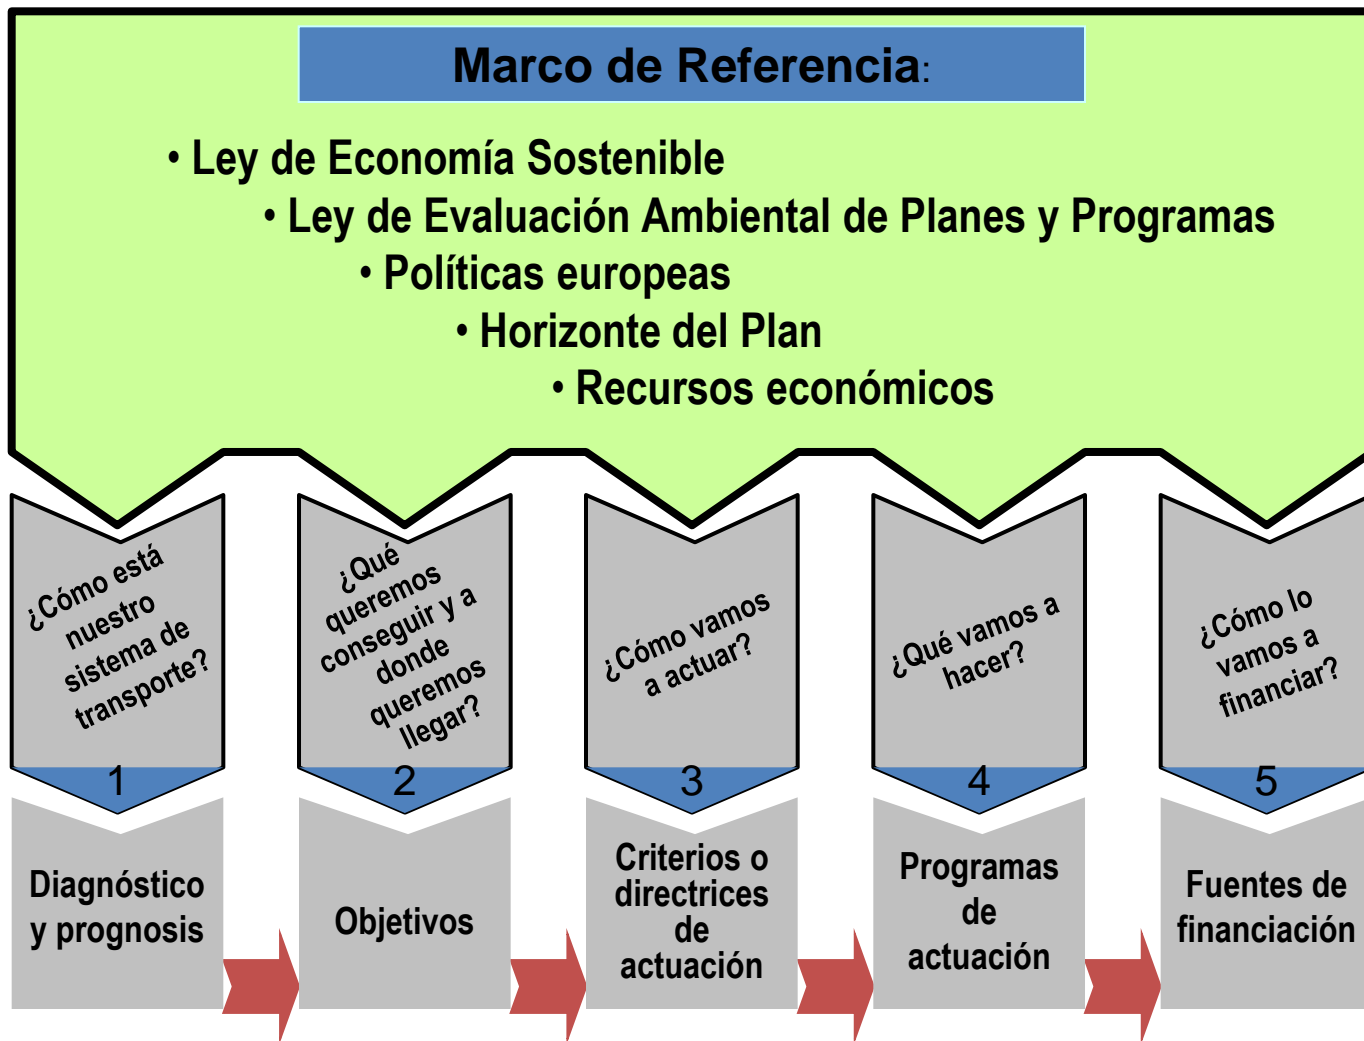 Marco de Referencia:
• Ley de Economía Sostenible
• Ley de Evaluación Ambiental de Planes y Programas
• Políticas europeas
• Horizonte del Plan
• Recursos económicos
¿Cómo está
nuestro
sistema de
transporte?
1
Diagnóstico
y prognosis
¿Qué
queremos
conseguir y a
donde
queremos
llegar?
2
Objetivos
¿Cómo vamos
a actuar?
3
Criterios o
directrices
de
actuación
¿Qué vamos a
hacer?
4
Programas
de
actuación
¿Cómo lo
vamos a
financiar?
5
Fuentes de
financiación